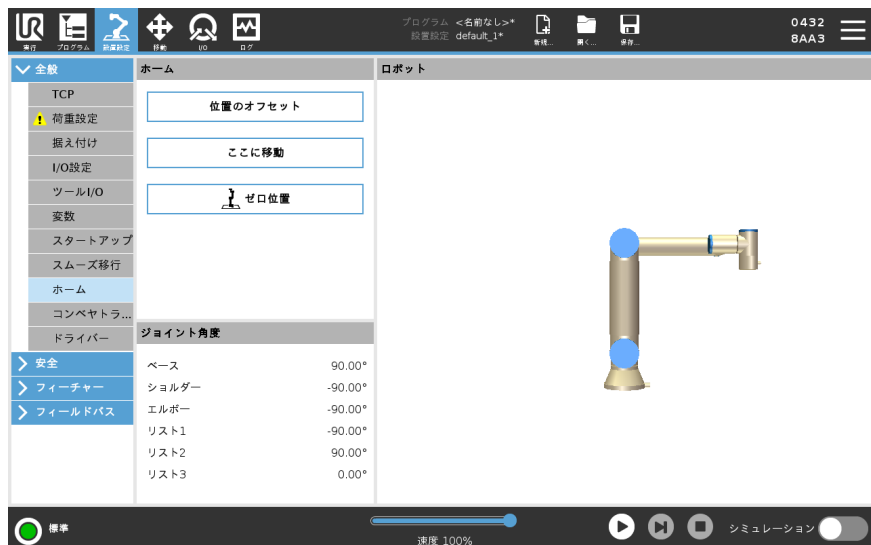 UR
実行
プログラム
設置設定
移動
I/O
ログ
プログラム <名前なし>*
設置設定 default_1*
新規...
開く...
保存...
0432
8AA3
全般
TCP
荷重設定
据え付け
I/O設定
ツールI/O
変数
スタートアップ
スムーズ移行
ホーム
コンベヤトラ...
ドライバー
安全
フィーチャー
フィールドバス
ホーム
位置のオフセット
ここに移動
ゼロ位置
ジョイント角度
ベース 90.00°
ショルダー -90.00°
エルボー -90.00°
リスト1 -90.00°
リスト2 90.00°
リスト3 0.00°
ロボット
標準
速度 100%
シミュレーション